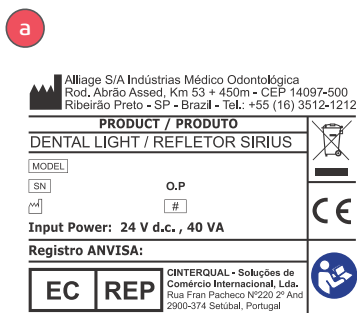 a
Alliage S/A Indústrias Médico Odontológica
Rod. Abrão Assed, Km 53 + 450m - CEP 14097-500
Ribeirão Preto - SP - Brazil - Tel.: +55 (16) 3512-1212
PRODUCT / PRODUTO
DENTAL LIGHT / REFLETOR SIRIUS
MODEL
SN O.P
#
Input Power: 24 V d.c. , 40 VA
Registro ANVISA:
EC REP
CINTERQUAL - Soluções de
Comércio Internacional, Lda.
Rua Fran Pacheco Nº220 2º And
2900-374 Setúbal, Portugal
CE